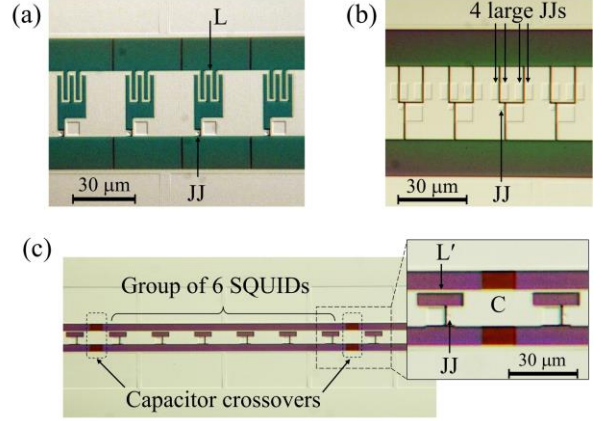 (a)
L
JJ
30 μm
(b)
4 large JJs
JJ
30 μm
(c)
Group of 6 SQUIDs
Capacitor crossovers
L′
C
JJ
30 μm